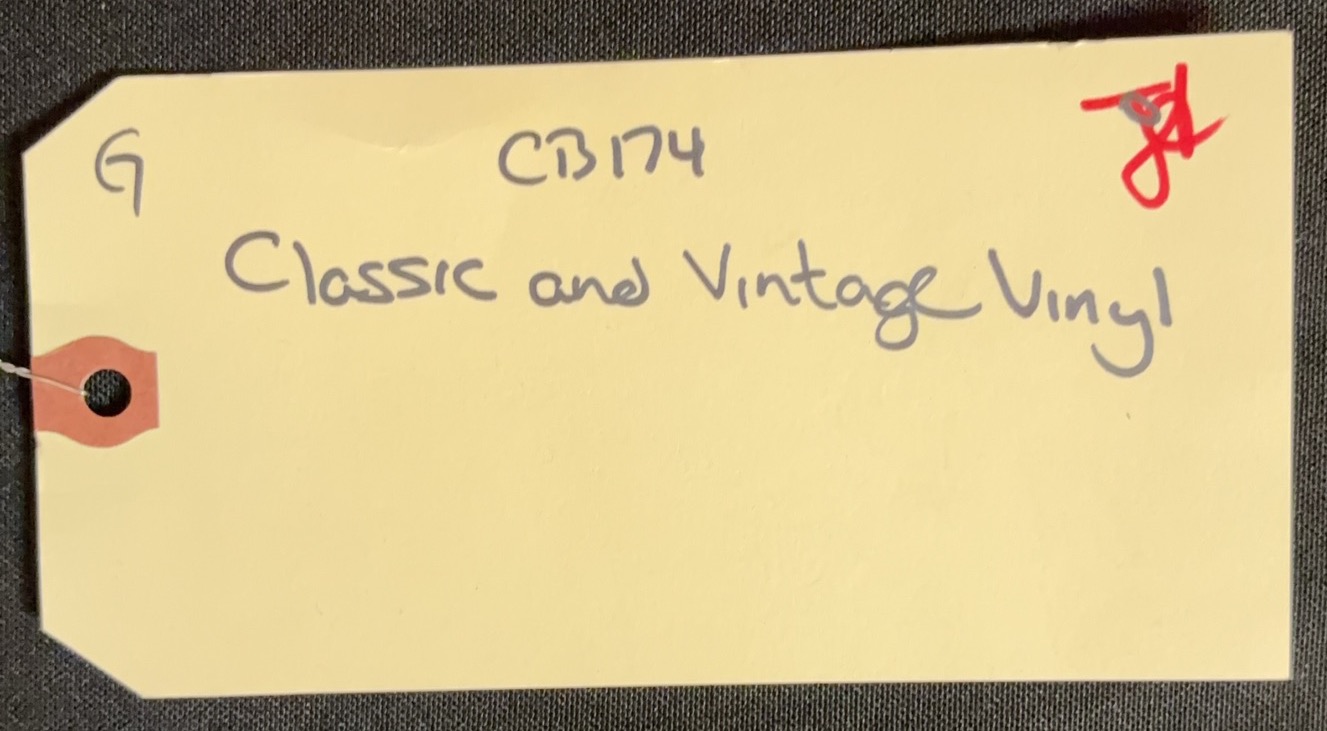 G CB174
Classic and Vintage Vinyl